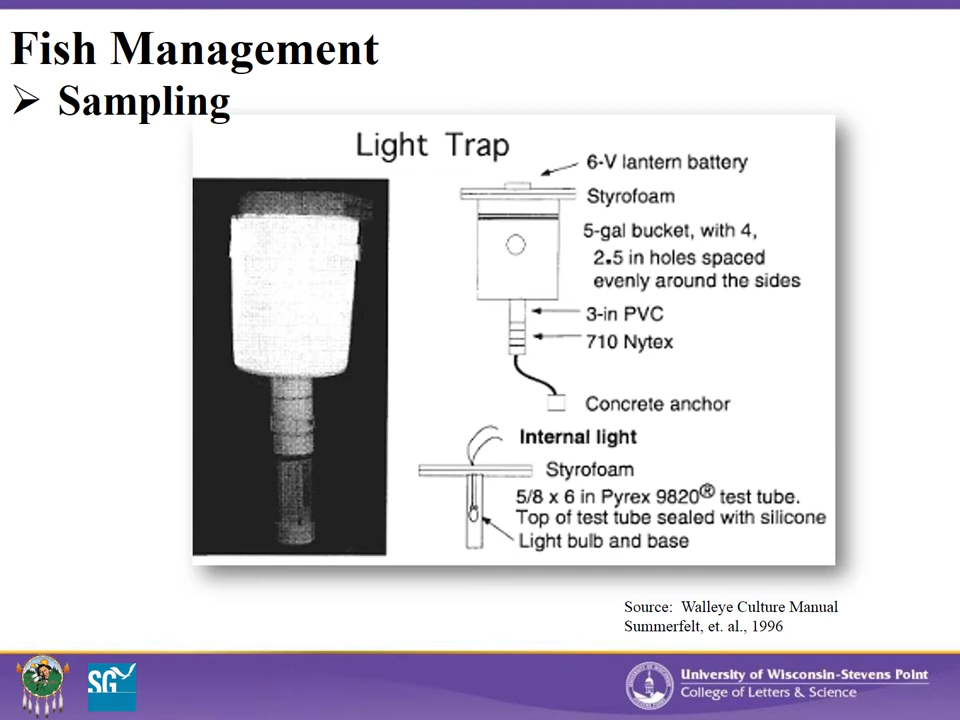 Fish Management
➢ Sampling
Light Trap
6-V lantern battery
Styrofoam
5-gal bucket, with 4,
2.5 in holes spaced
evenly around the sides
3-in PVC
710 Nytex
Concrete anchor
Internal light
Styrofoam
5/8 x 6 in Pyrex 9820® test tube.
Top of test tube sealed with silicone
Light bulb and base
Source: Walleye Culture Manual
Summerfelt, et. al., 1996
SG
University of Wisconsin-Stevens Point
College of Letters & Science